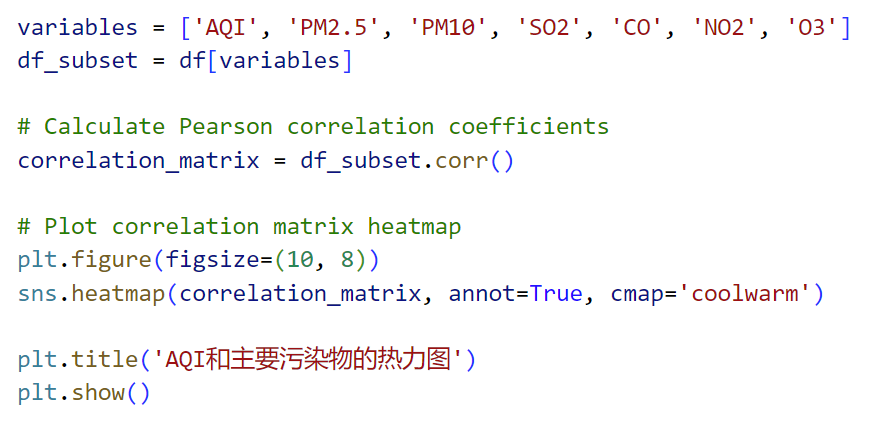 variables = ['AQI', 'PM2.5', 'PM10', 'SO2', 'CO', 'NO2', 'O3']
df_subset = df[variables]
# Calculate Pearson correlation coefficients
correlation_matrix = df_subset.corr()
# Plot correlation matrix heatmap
plt.figure(figsize=(10, 8))
sns.heatmap(correlation_matrix, annot=True, cmap='coolwarm')
plt.title('AQI和主要污染物的热力图')
plt.show()